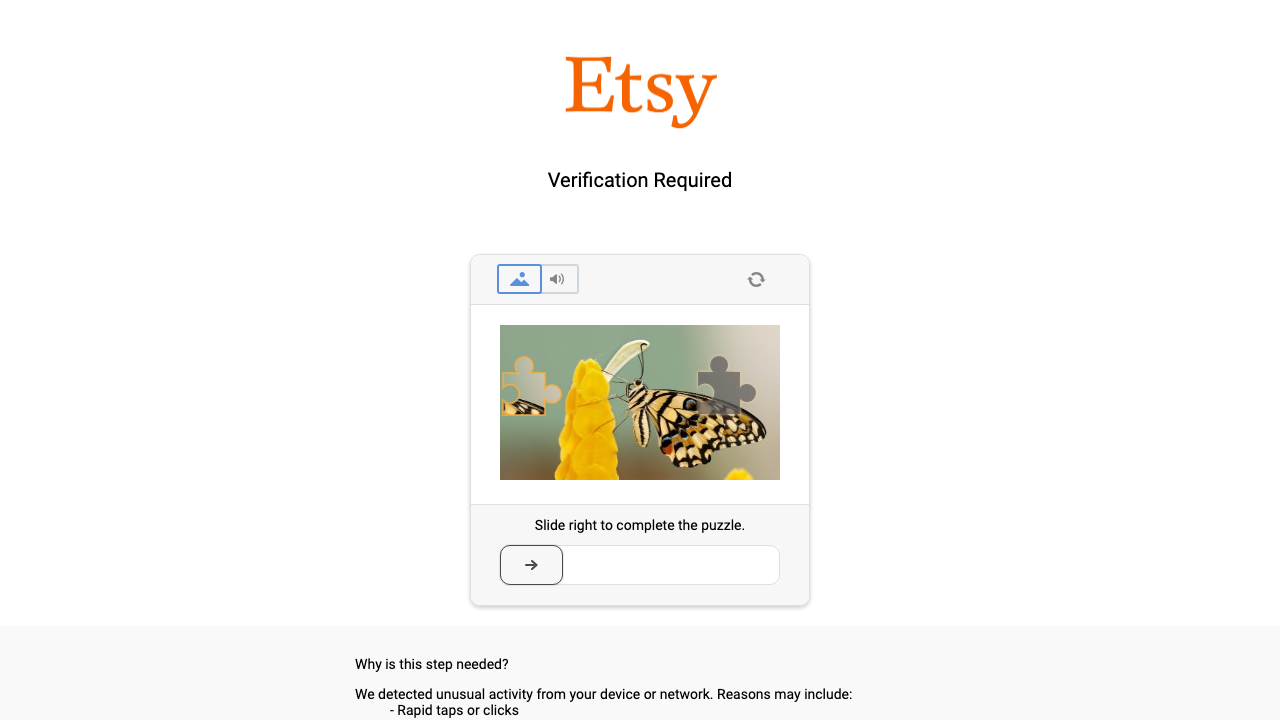 Etsy
Verification Required
Slide right to complete the puzzle.
Why is this step needed?
We detected unusual activity from your device or network. Reasons may include:
- Rapid taps or clicks